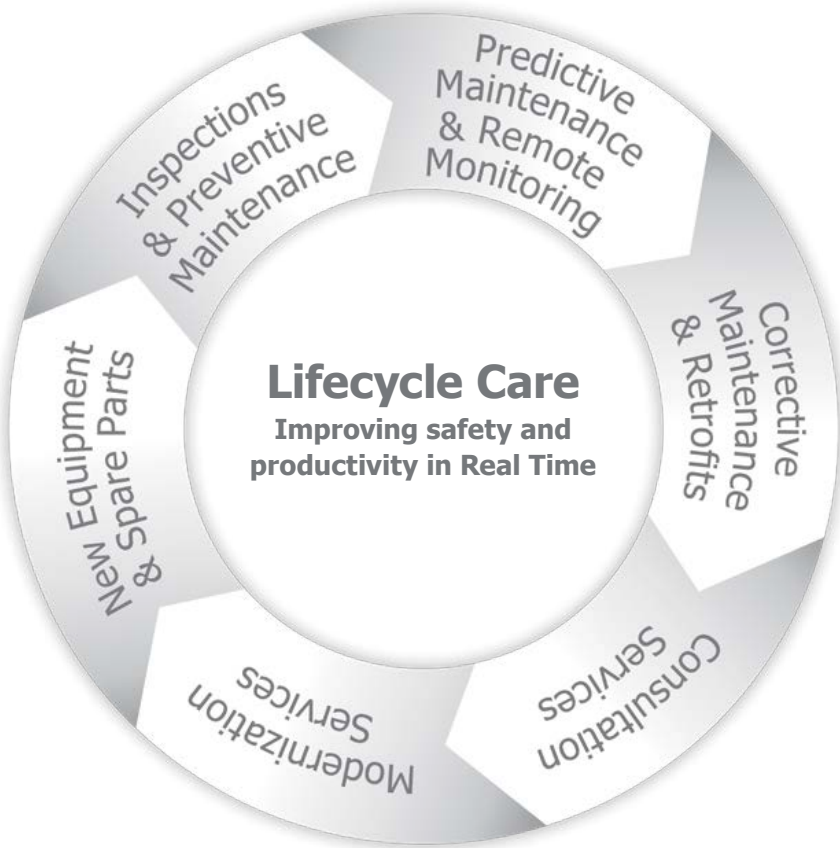 Lifecycle Care
Improving safety and
productivity in Real Time
Inspections
& Preventive
Maintenance
Predictive
Maintenance
& Remote
Monitoring
Corrective
Maintenance
& Retrofits
Consultation
Services
Modernization
Services
New Equipment
& Spare Parts